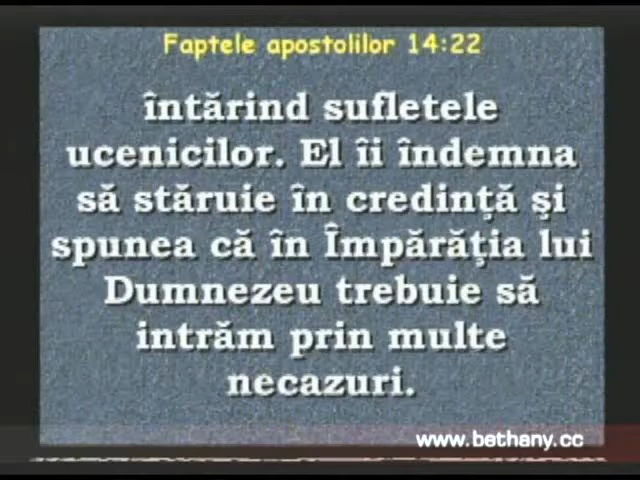 Faptele apostolilor 14:22
întărind sufletele
ucenicilor. El îi îndemna
să stăruie în credinţă şi
spunea că în Împărăţia lui
Dumnezeu trebuie să
intrăm prin multe
necazuri.
www.bethany.cc